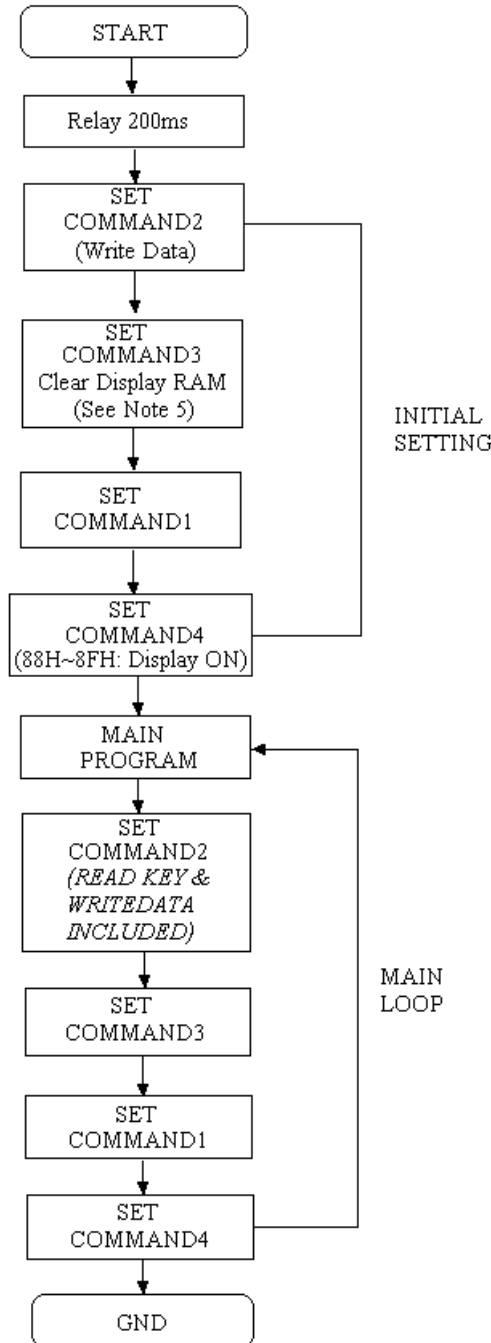 START
Relay 200ms
SET
COMMAND2
(Write Data)
SET
COMMAND3
Clear Display RAM
(See Note 5)
INITIAL
SETTING
SET
COMMAND1
SET
COMMAND4
(88H~8FH: Display ON)
MAIN
PROGRAM
SET
COMMAND2
(READ KEY &
WRITEDATA
INCLUDED)
MAIN
LOOP
SET
COMMAND3
SET
COMMAND1
SET
COMMAND4
GND